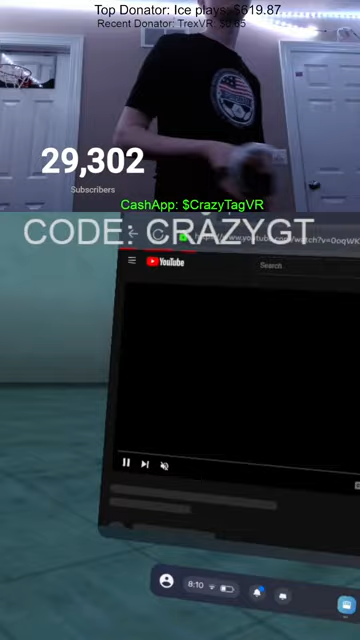 Top Donator: Ice plays: $619.87
Recent Donator: TrexVR: $0.65
29,302
Subscribers
CashApp: $CrazyTagVR
CODE: CRAZYGT
YouTube
Search
8:10